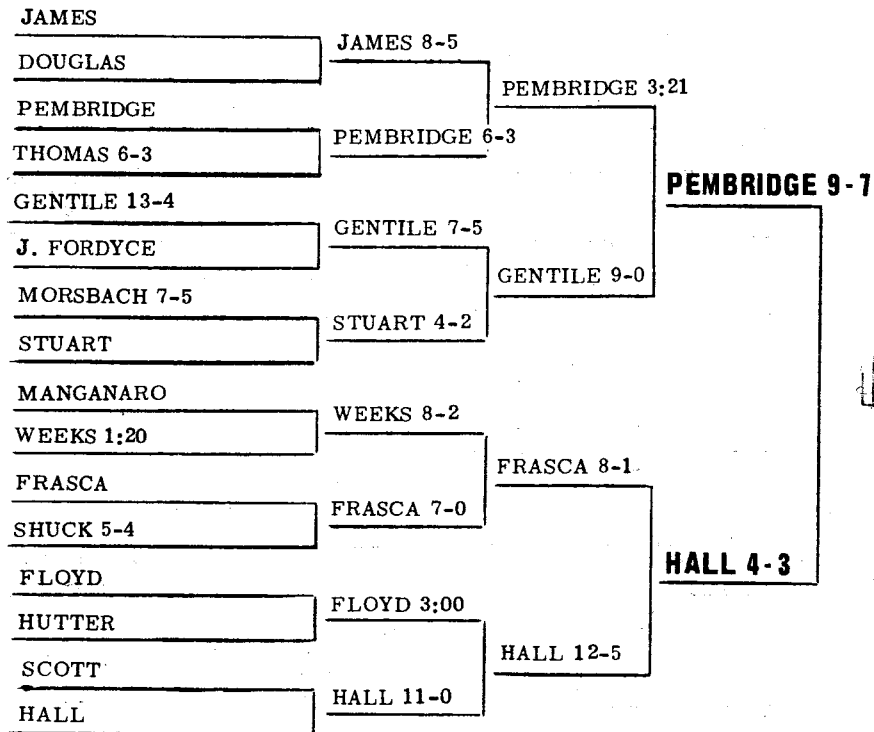 JAMES
DOUGLAS
PEMBRIDGE
THOMAS 6-3
GENTILE 13-4
J. FORDYCE
MORSBACH 7-5
STUART
MANGANARO
WEEKS 1:20
FRASCA
SHUCK 5-4
FLOYD
HUTTER
SCOTT
HALL
JAMES 8-5
PEMBRIDGE 6-3
GENTILE 7-5
STUART 4-2
WEEKS 8-2
FRASCA 7-0
FLOYD 3:00
HALL 11-0
PEMBRIDGE 3:21
GENTILE 9-0
FRASCA 8-1
HALL 12-5
PEMBRIDGE 9-7
HALL 4-3